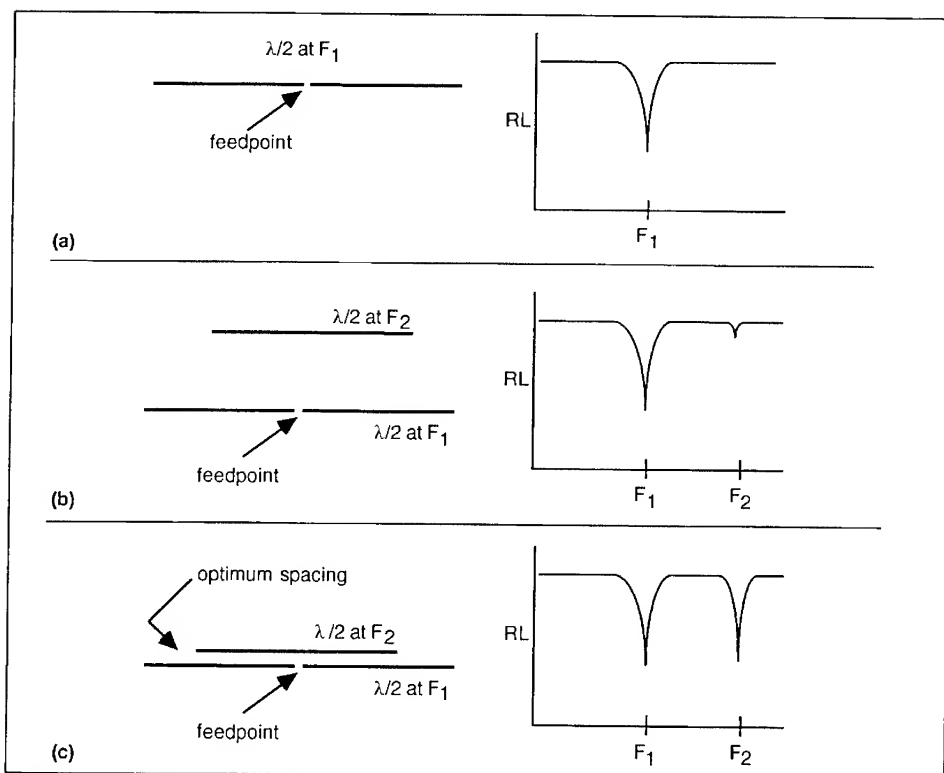 λ/2 at F1
feedpoint
RL
F1
(a)
λ/2 at F2
λ/2 at F1
feedpoint
RL
F1 F2
(b)
optimum spacing
λ/2 at F2
λ/2 at F1
feedpoint
RL
F1 F2
(c)